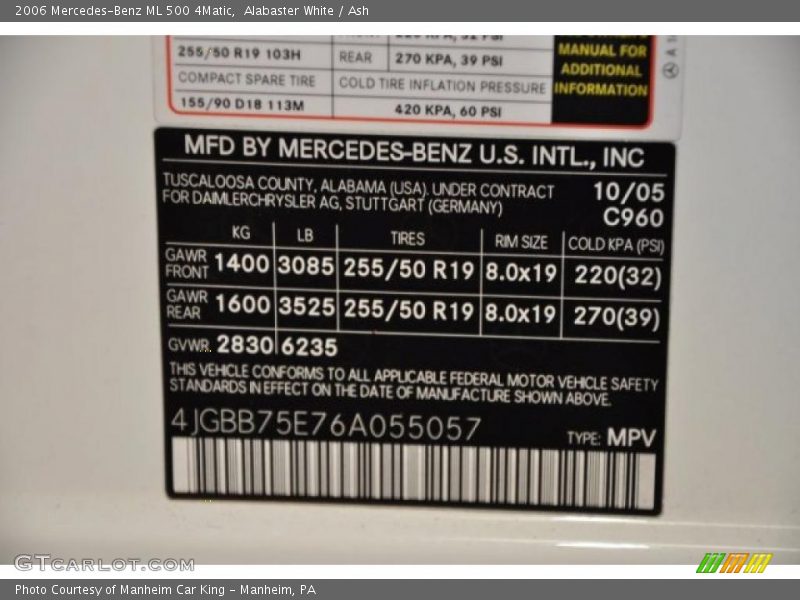 2006 Mercedes-Benz ML 500 4Matic,  Alabaster White / Ash
255/50 R19 103H REAR 270 KPA, 39 PSI
COMPACT SPARE TIRE COLD TIRE INFLATION PRESSURE
155/90 D18 113M 420 KPA, 60 PSI
MANUAL FOR
ADDITIONAL
INFORMATION
MFD BY MERCEDES-BENZ U.S. INTL., INC
TUSCALOOSA COUNTY, ALABAMA (USA). UNDER CONTRACT
FOR DAIMLERCHRYSLER AG, STUTTGART (GERMANY)
10/05
C960
KG LB TIRES RIM SIZE COLD KPA (PSI)
GAWR FRONT 1400 3085 255/50 R19 8.0x19 220(32)
GAWR REAR 1600 3525 255/50 R19 8.0x19 270(39)
GVWR 2830 6235
THIS VEHICLE CONFORMS TO ALL APPLICABLE FEDERAL MOTOR VEHICLE SAFETY
STANDARDS IN EFFECT ON THE DATE OF MANUFACTURE SHOWN ABOVE.
4JGBB75E76A055057
TYPE: MPV
GTCARLOT.COM
Photo Courtesy of Manheim Car King - Manheim, PA